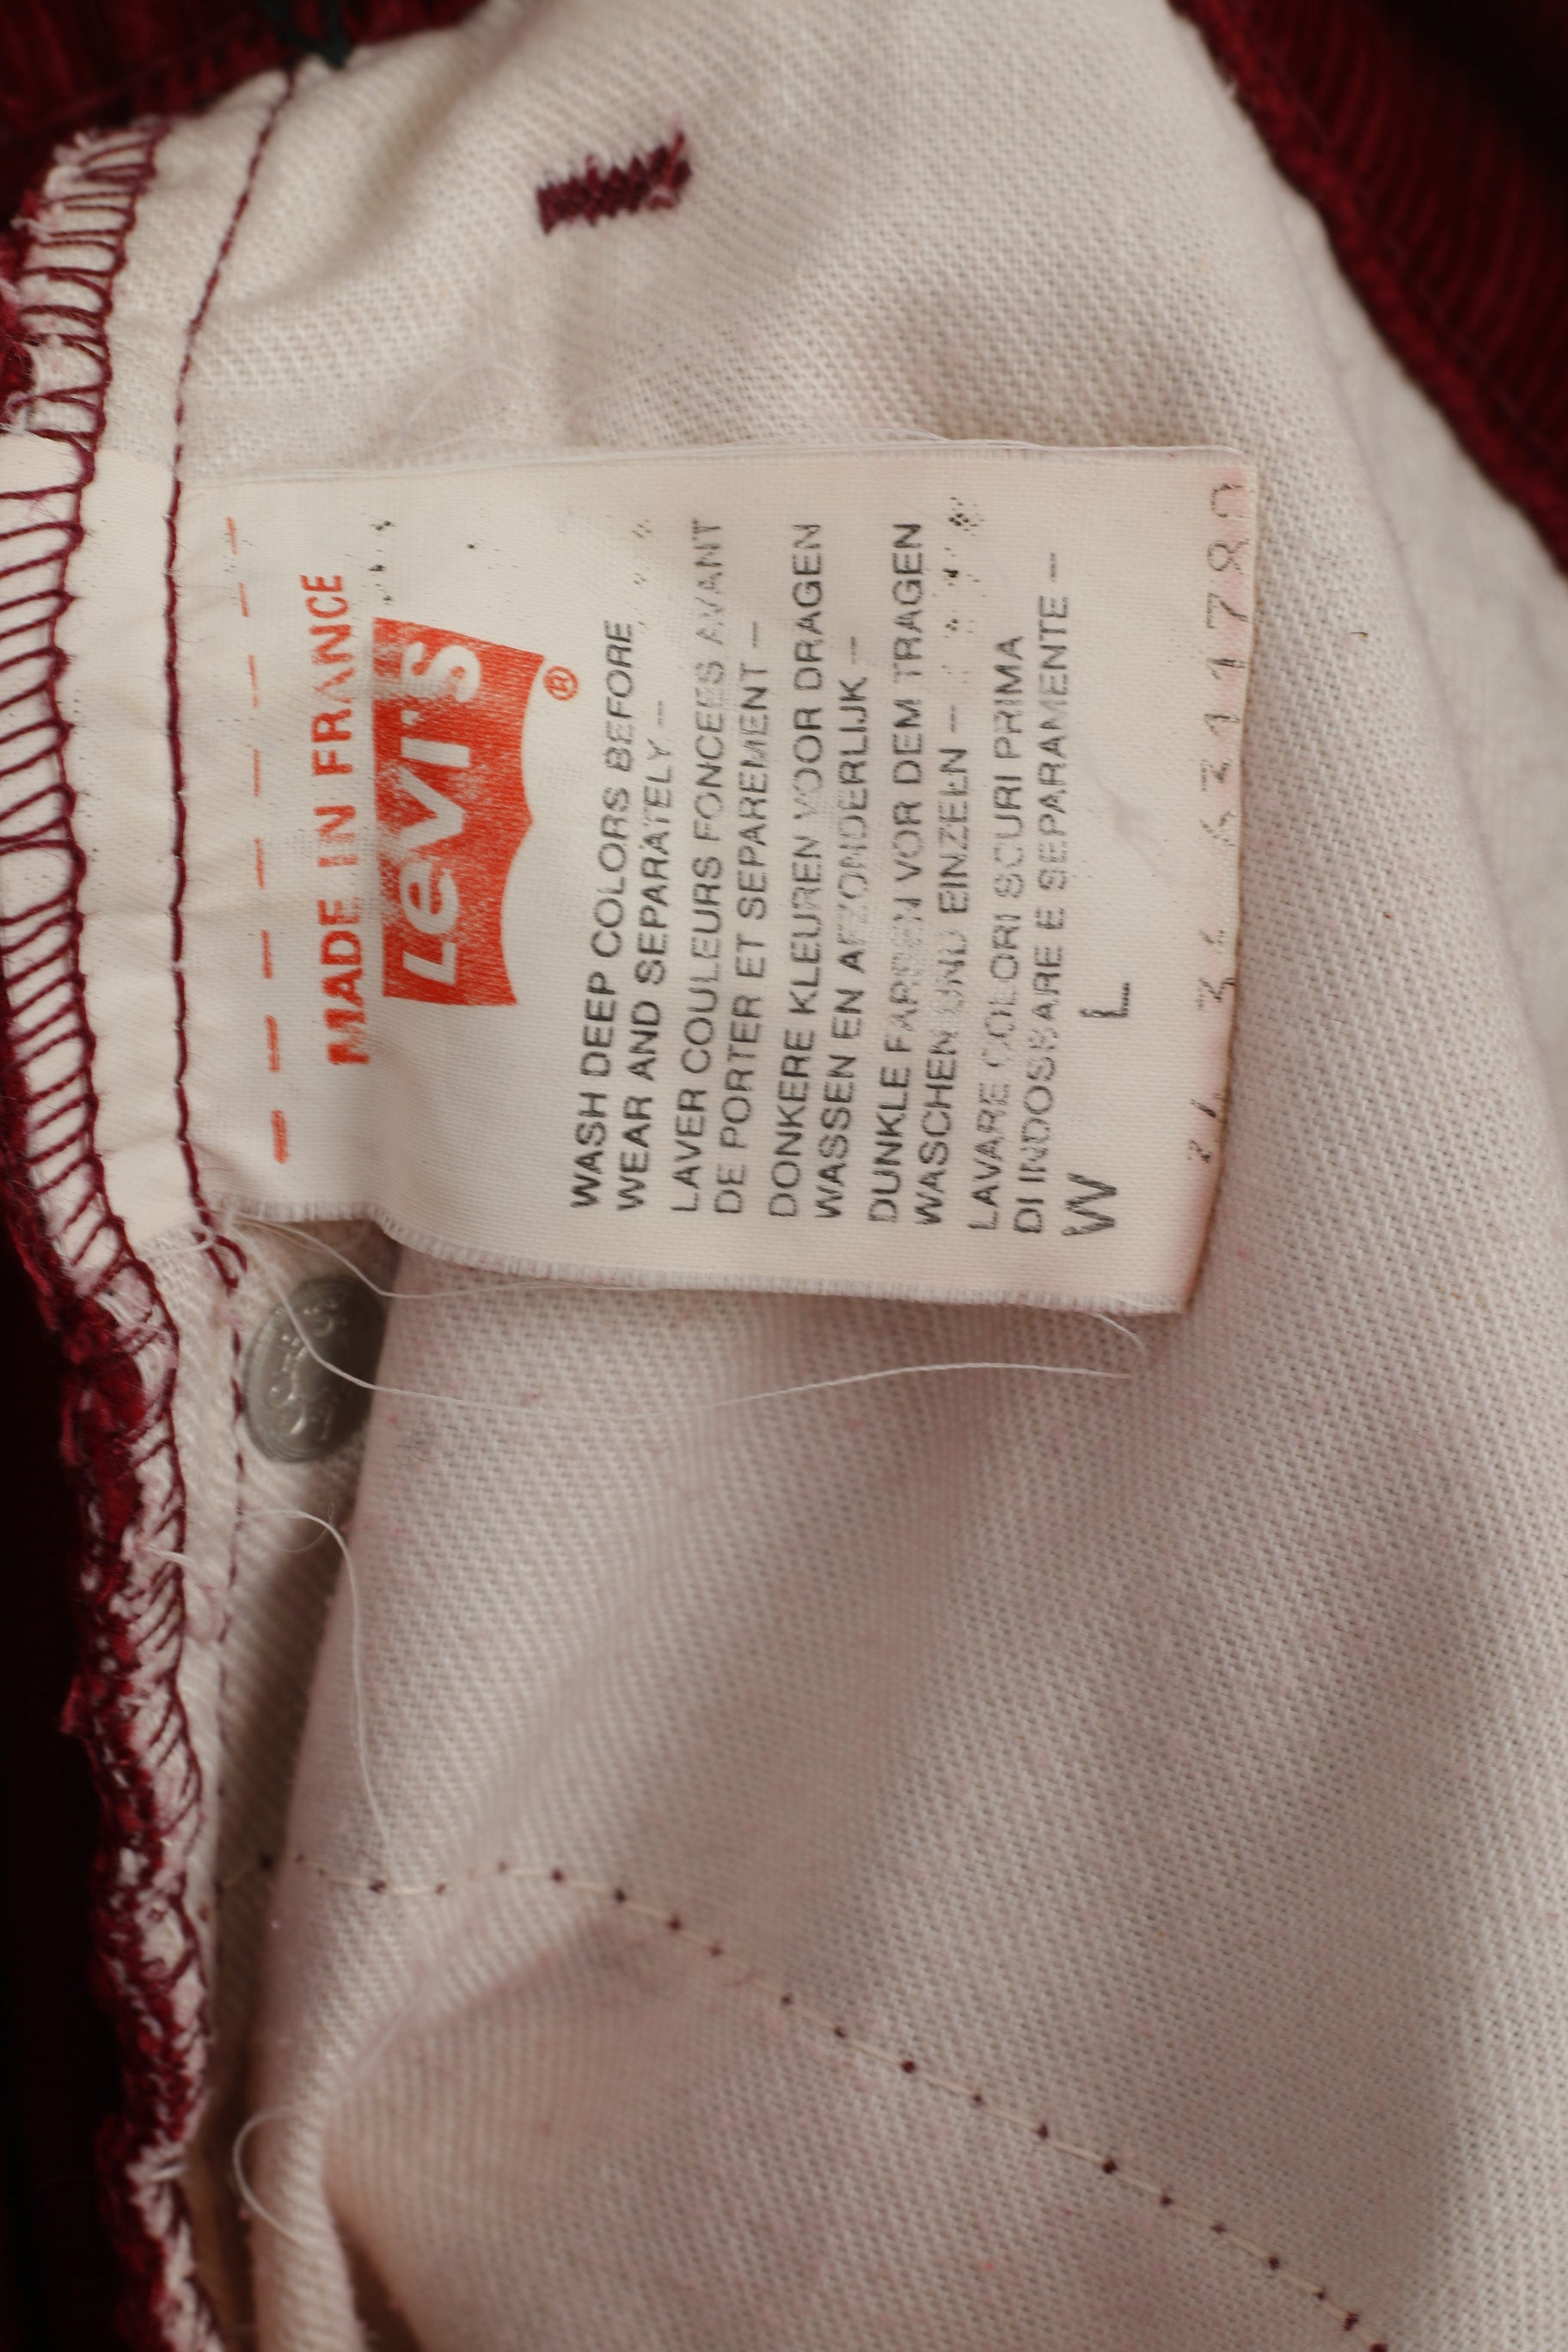 MADE IN FRANCE
Levi's®
WASH DEEP COLORS BEFORE
WEAR AND SEPARATELY –
LAVER COULEURS FONCEES AVANT
DE PORTER ET SEPAREMENT –
DONKERE KLEUREN VOOR DRAGEN
WASSEN EN AFZONDERLIJK –
DUNKLE FARBEN VOR DEM TRAGEN
WASCHEN UND EINZELN –
LAVARE COLORI SCURI PRIMA
DI INDOSSARE E SEPARAMENTE –
W L